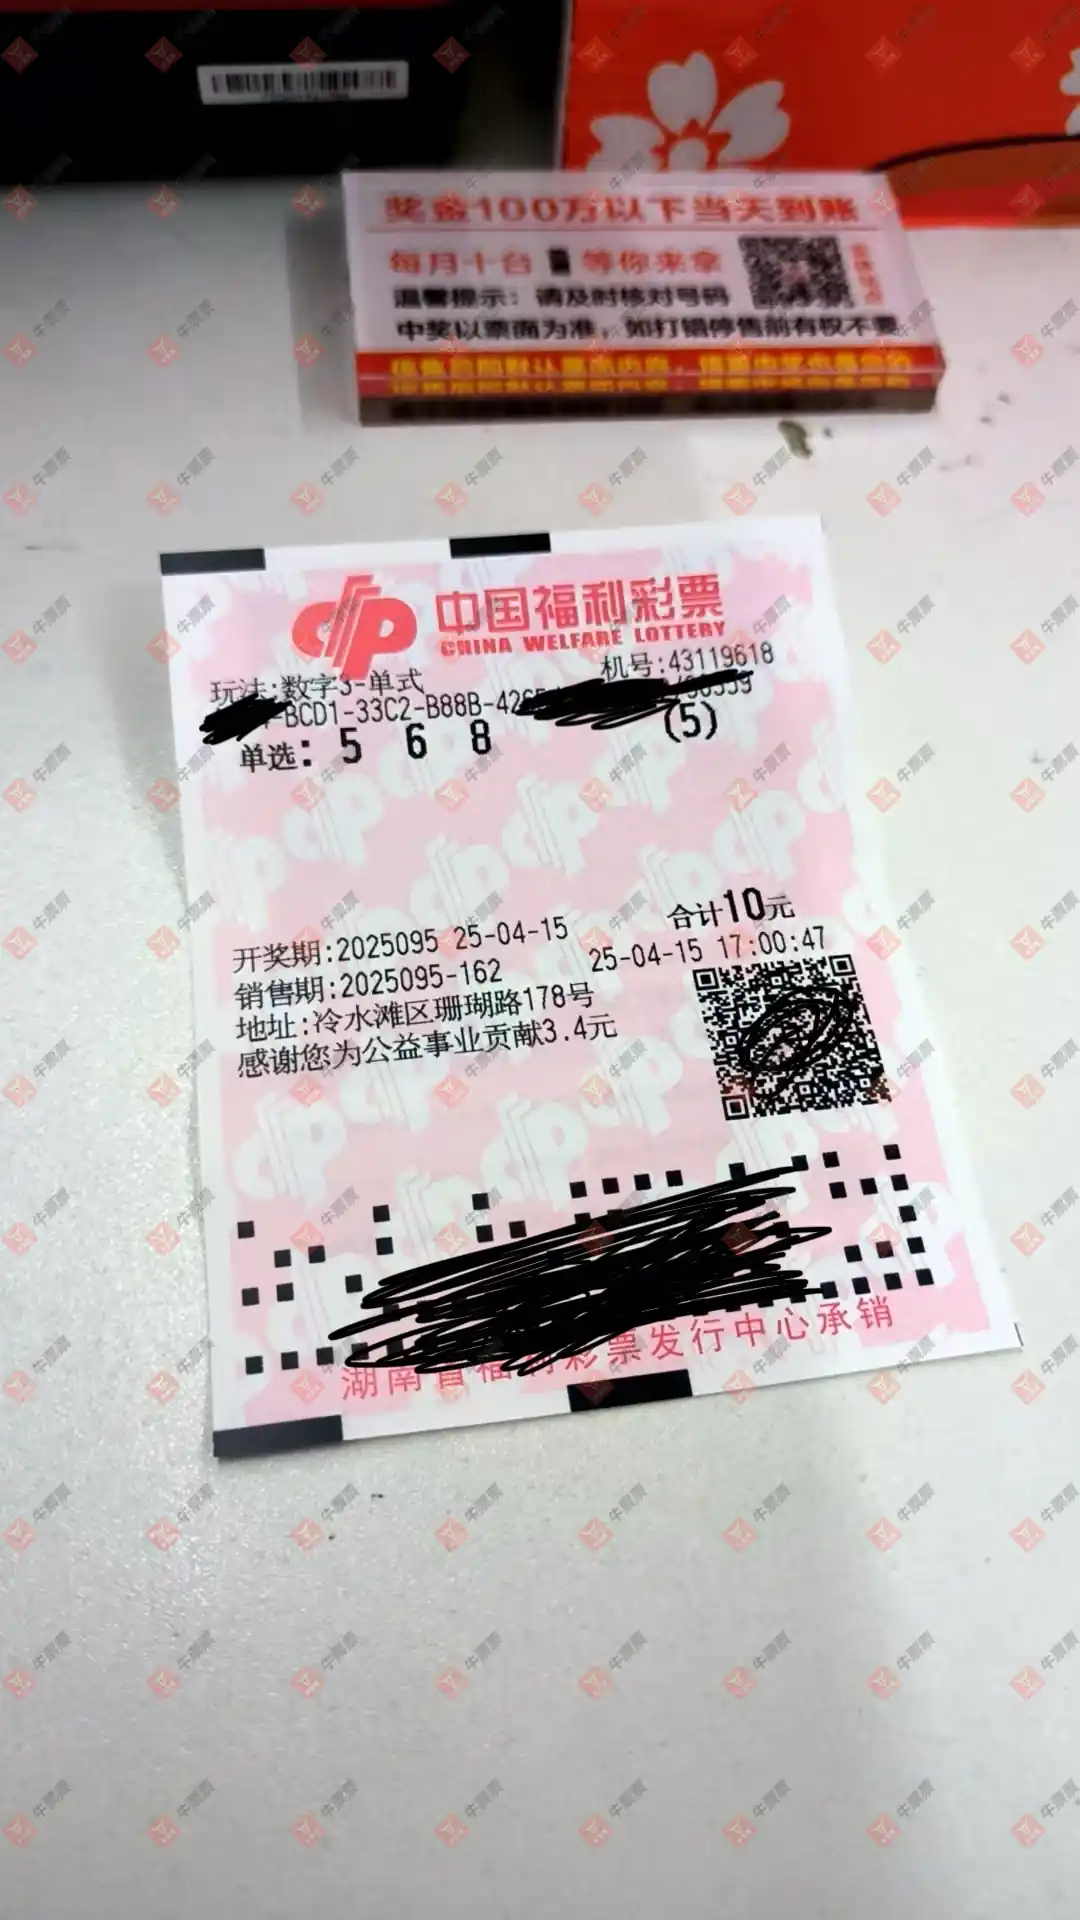 奖金100万以下当天到账
每月十台 等你来拿
温馨提示：请及时核对号码
中奖以票面为准，如打错停售前有权不要
中国福利彩票
CHINA WELFARE LOTTERY
玩法:数字3-单式 机号:43119618
-BCD1-33C2-B88B-426
单选: 5 6 8 (5)
合计10元
开奖期:2025095 25-04-15
25-04-15 17:00:47
销售期:2025095-162
地址:冷水滩区珊瑚路178号
感谢您为公益事业贡献3.4元
湖南省福利彩票发行中心承销
牛票票